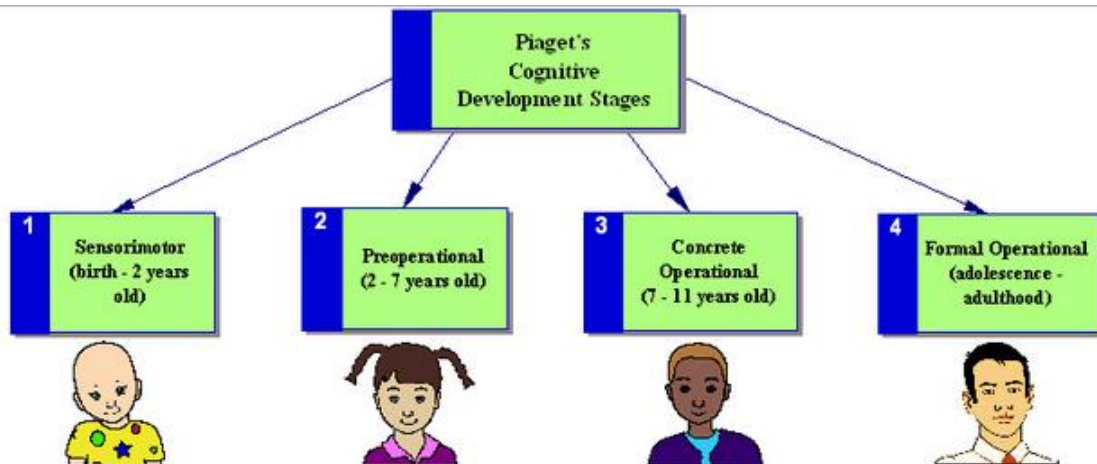 Piaget's
Cognitive
Development Stages
1
Sensorimotor
(birth - 2 years
old)
2
Preoperational
(2 - 7 years old)
3
Concrete
Operational
(7 - 11 years old)
4
Formal Operational
(adolescence -
adulthood)